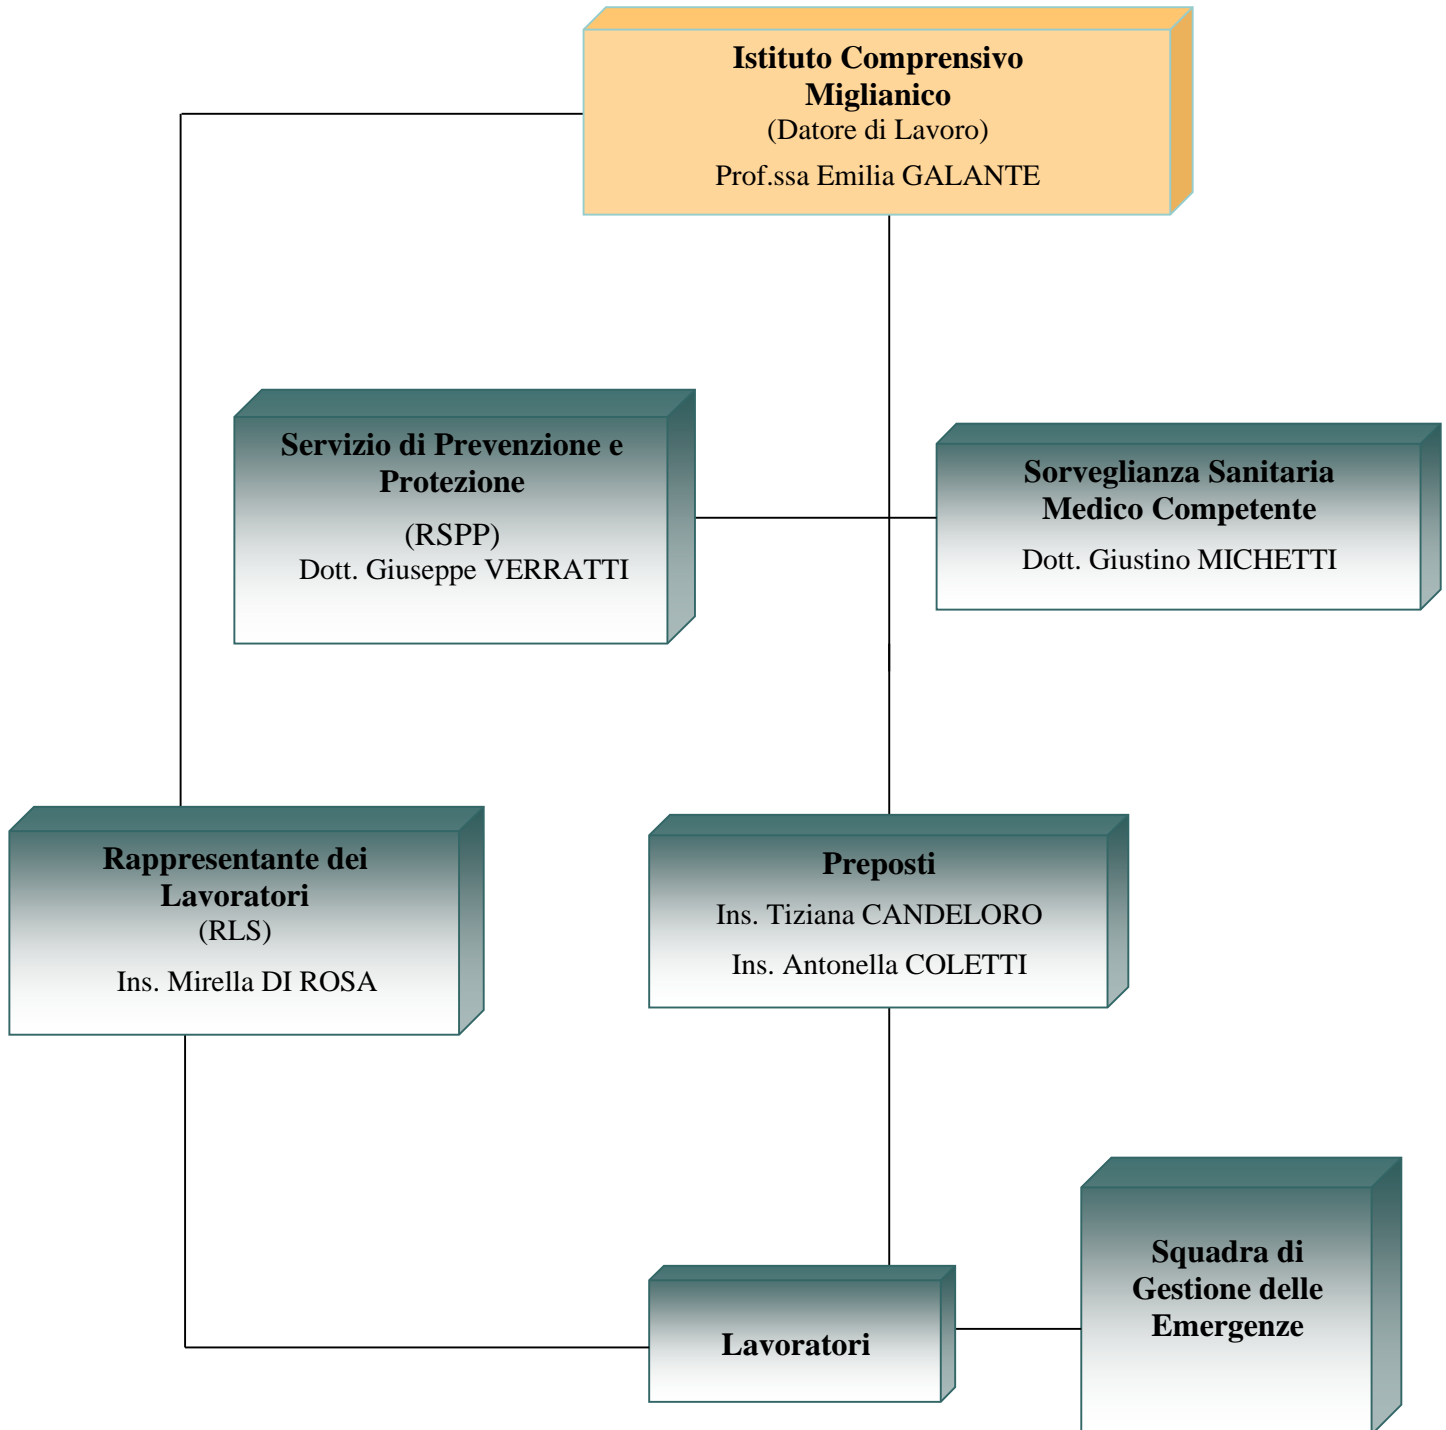 Istituto Comprensivo
Miglianico
(Datore di Lavoro)
Prof.ssa Emilia GALANTE
Servizio di Prevenzione e
Protezione
(RSPP)
Dott. Giuseppe VERRATTI
Sorveglianza Sanitaria
Medico Competente
Dott. Giustino MICHETTI
Rappresentante dei
Lavoratori
(RLS)
Ins. Mirella DI ROSA
Preposti
Ins. Tiziana CANDELORO
Ins. Antonella COLETTI
Squadra di
Gestione delle
Emergenze
Lavoratori